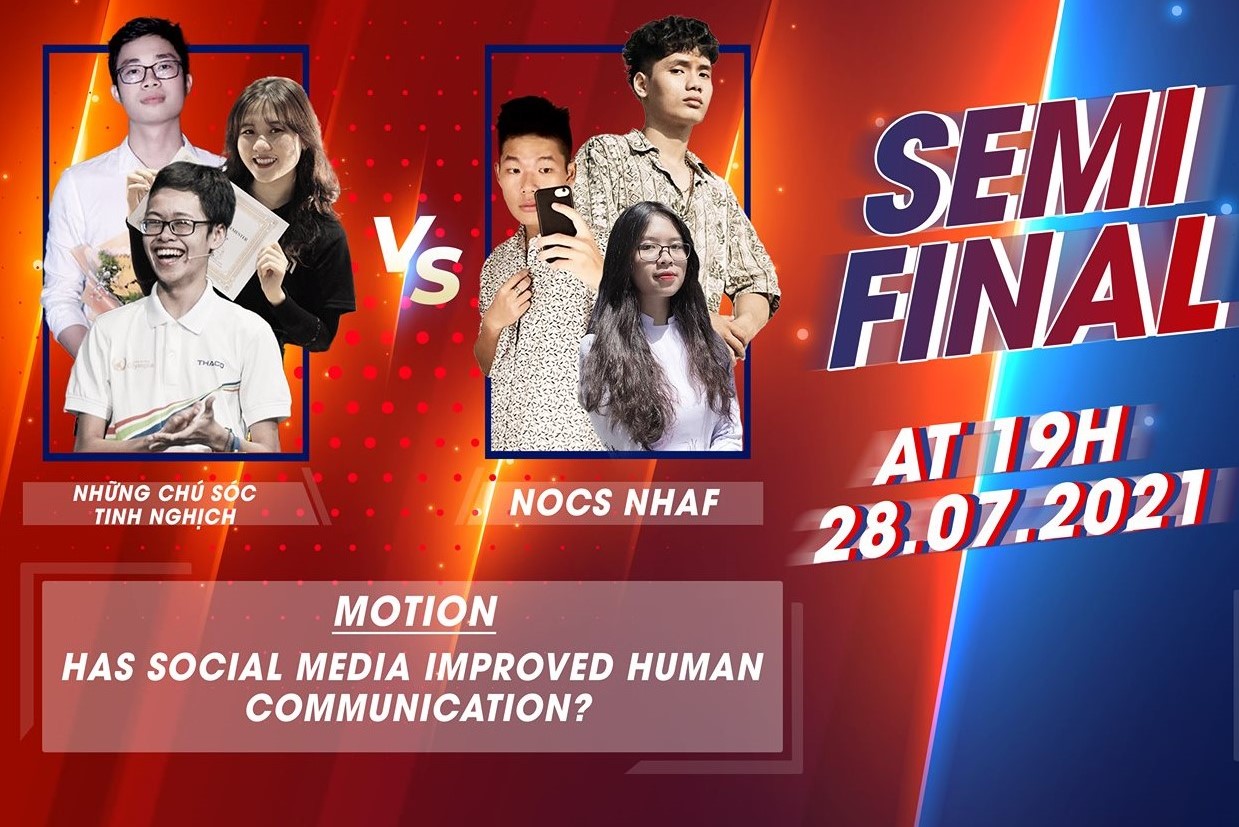 SEMI
FINAL
VS
THACO
NHỮNG CHÚ SÓC
TINH NGHỊCH
NOCS NHAF
AT 19H
28.07.2021
MOTION
HAS SOCIAL MEDIA IMPROVED HUMAN
COMMUNICATION?